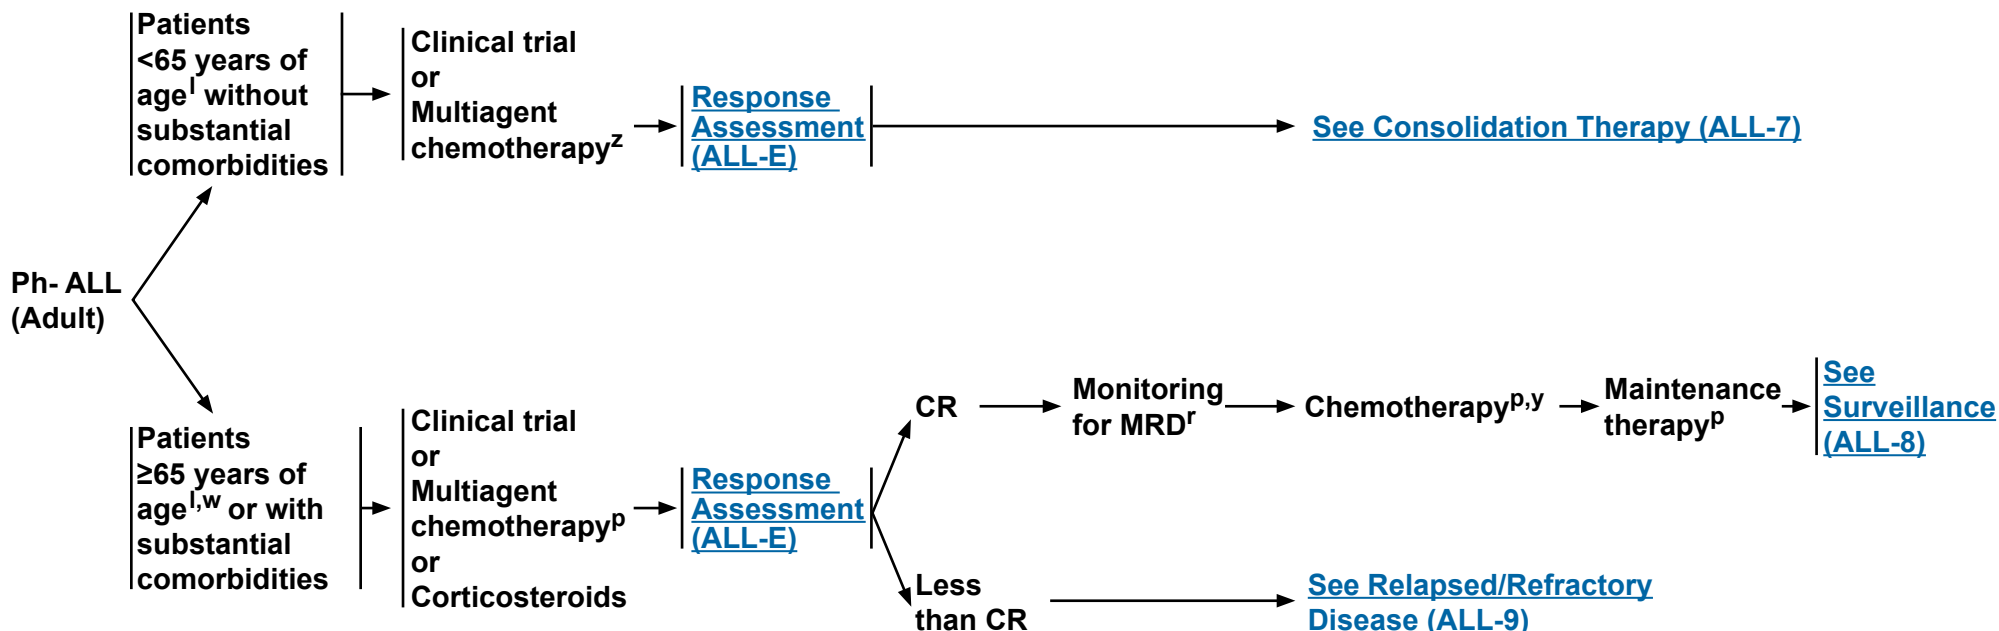 Patients
<65 years of
ageˡ without
substantial
comorbidities
Clinical trial
or
Multiagent
chemotherapyᶻ
Response
Assessment
(ALL-E)
See Consolidation Therapy (ALL-7)
Ph- ALL
(Adult)
Patients
≥65 years of
ageˡ,ʷ or with
substantial
comorbidities
Clinical trial
or
Multiagent
chemotherapyᵖ
or
Corticosteroids
Response
Assessment
(ALL-E)
CR
Monitoring
for MRDʳ
Chemotherapyᵖ,ʸ
Maintenance
therapyᵖ
See
Surveillance
(ALL-8)
Less
than CR
See Relapsed/Refractory
Disease (ALL-9)